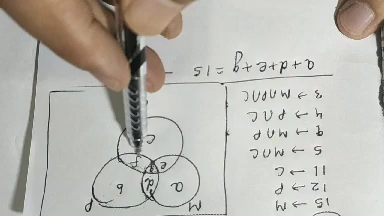 15 → M
12 → P
11 → C
5 → M∩C
9 → M∩P
4 → P∩C
3 → M∩P∩C
a+d+e+g = 15
M
P
a
d
b
e
g
c